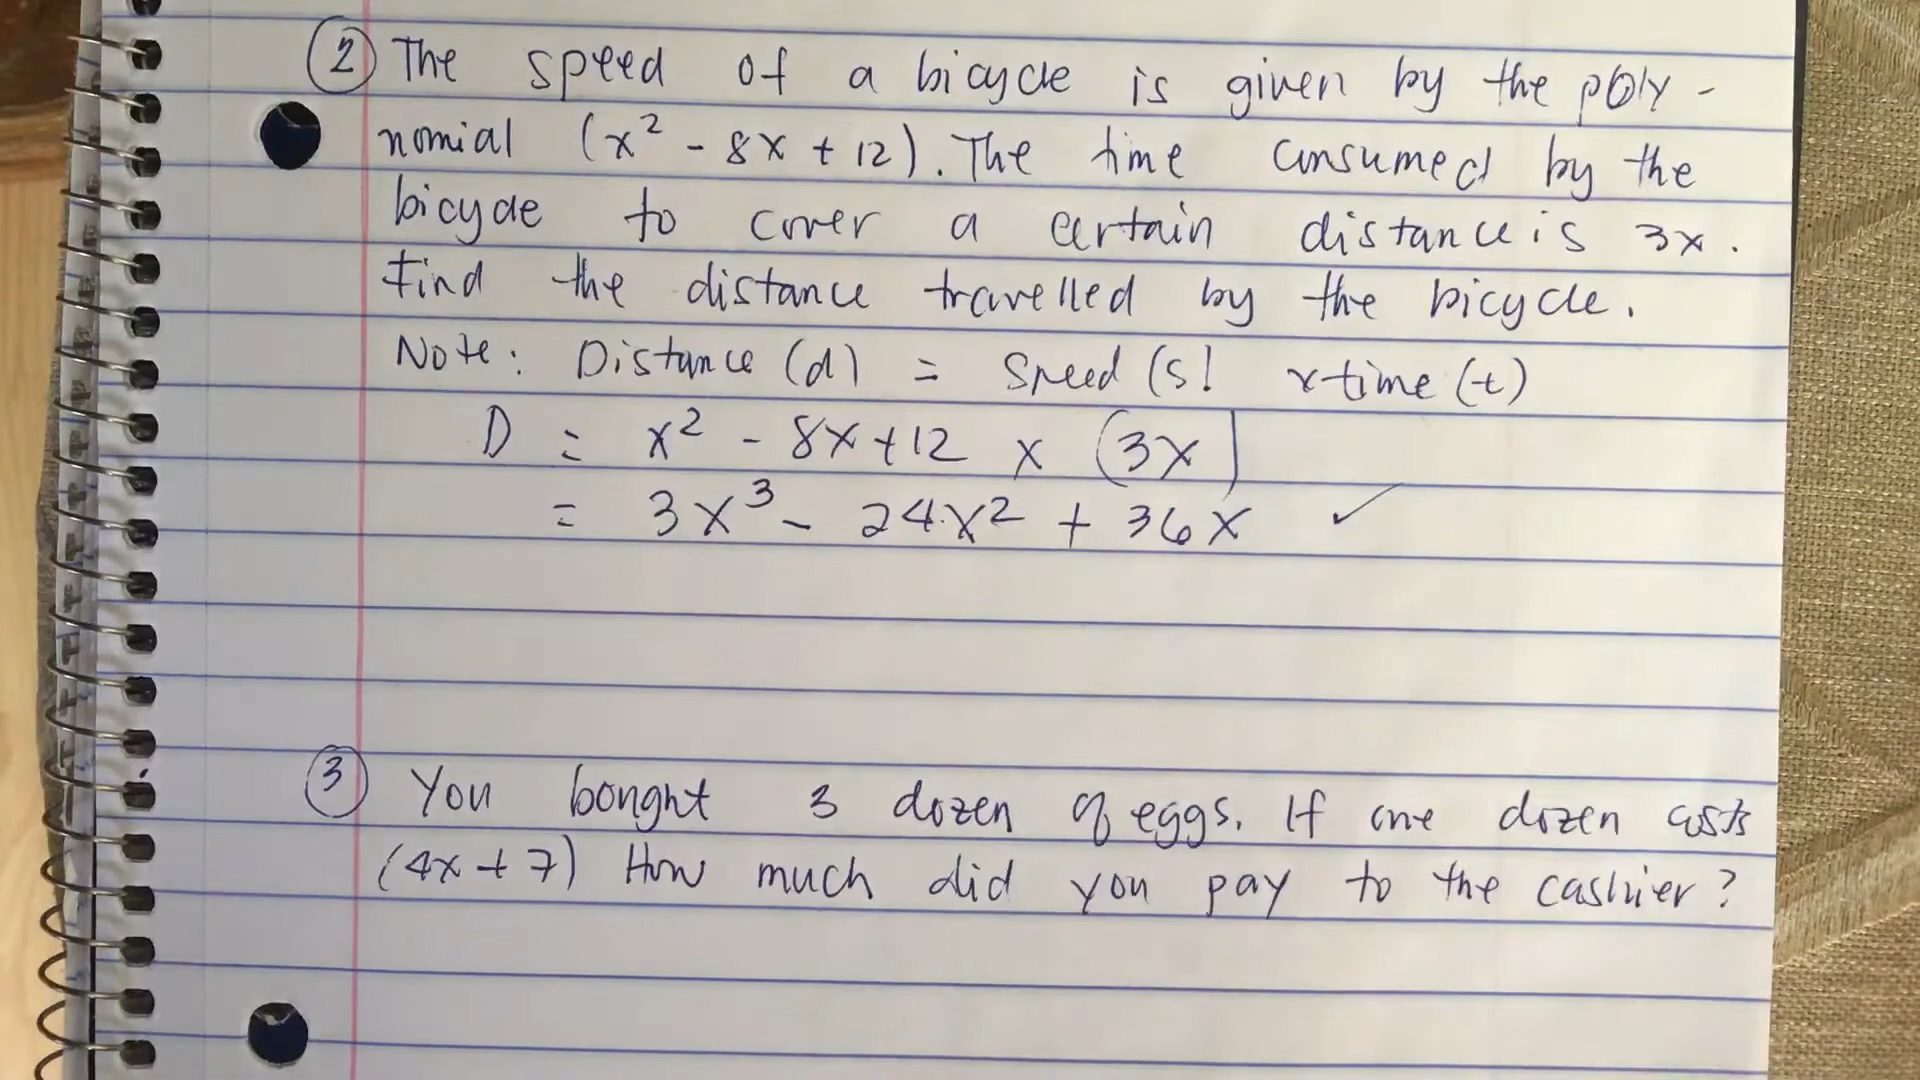 ② The speed of a bicycle is given by the poly -
nomial (x² - 8x + 12). The time consumed by the
bicycle to cover a certain distance is 3x.
Find the distance travelled by the bicycle.
Note: Distance (d) = Speed (s) x time (t)
D = x² - 8x + 12 x (3x)
= 3x³ - 24x² + 36x ✓
③ You bought 3 dozen of eggs. If one dozen costs
(4x + 7) How much did you pay to the cashier?